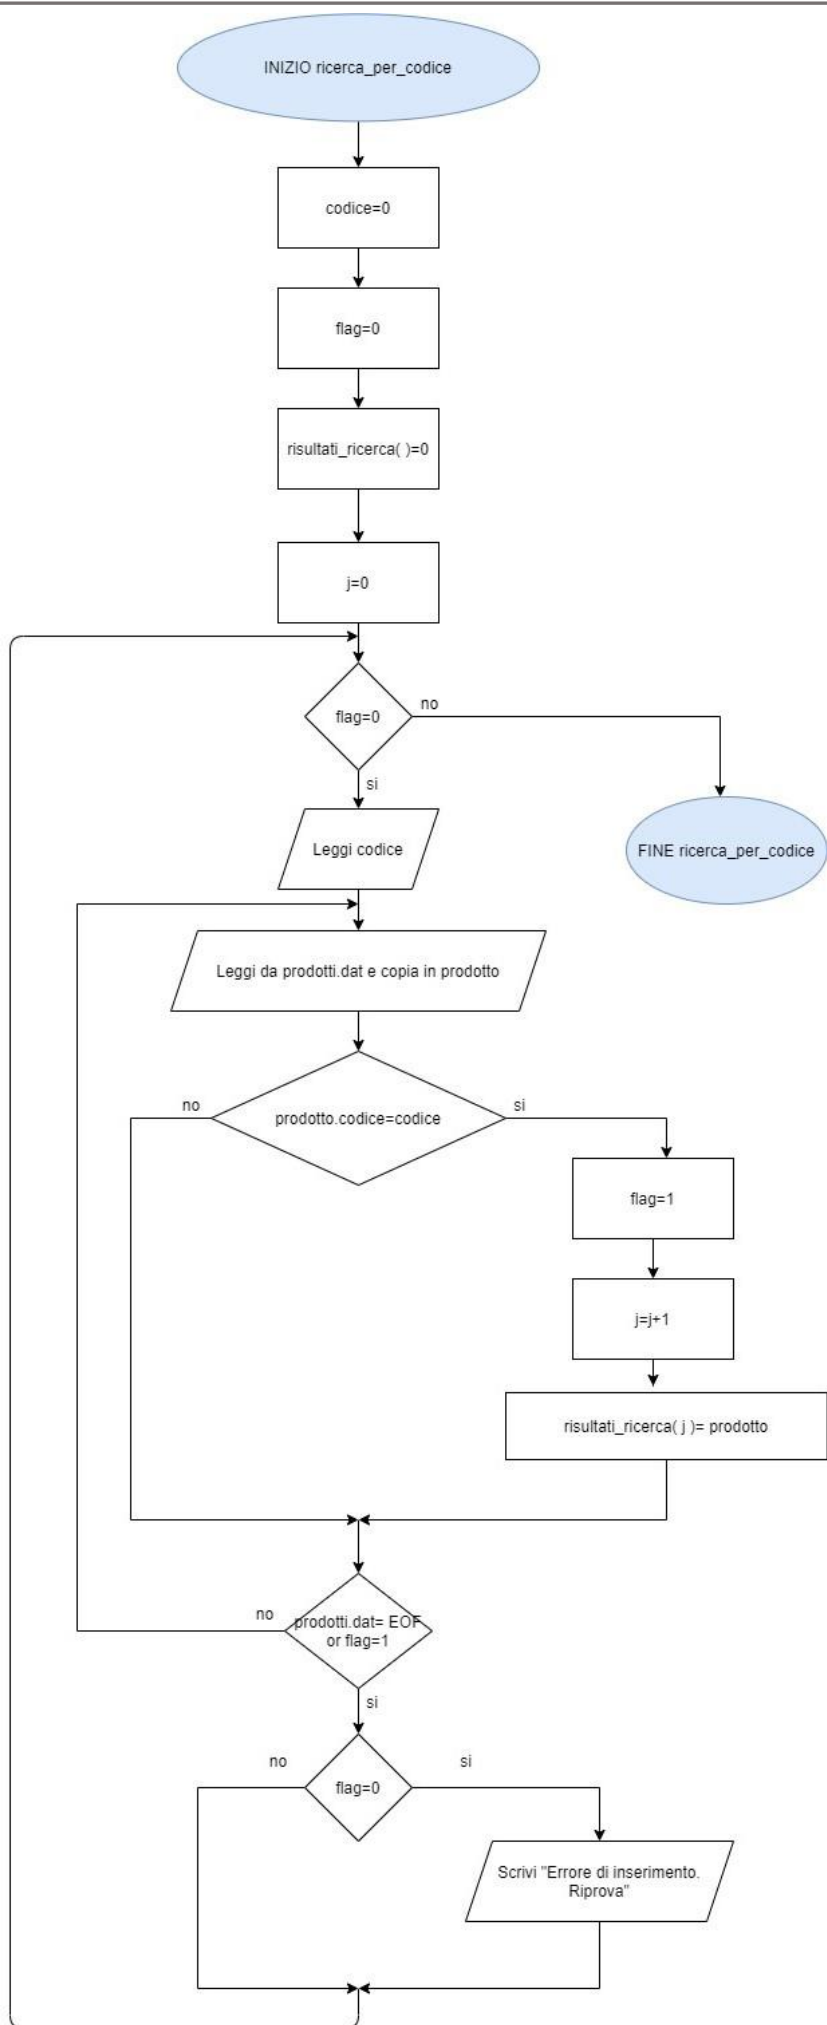 INIZIO ricerca_per_codice
codice=0
flag=0
risultati_ricerca( )=0
j=0
flag=0
no
si
Leggi codice
FINE ricerca_per_codice
Leggi da prodotti.dat e copia in prodotto
no
prodotto.codice=codice
si
flag=1
j=j+1
risultati_ricerca( j )= prodotto
no
prodotti.dat= EOF
or flag=1
si
no
flag=0
si
Scrivi "Errore di inserimento.
Riprova"